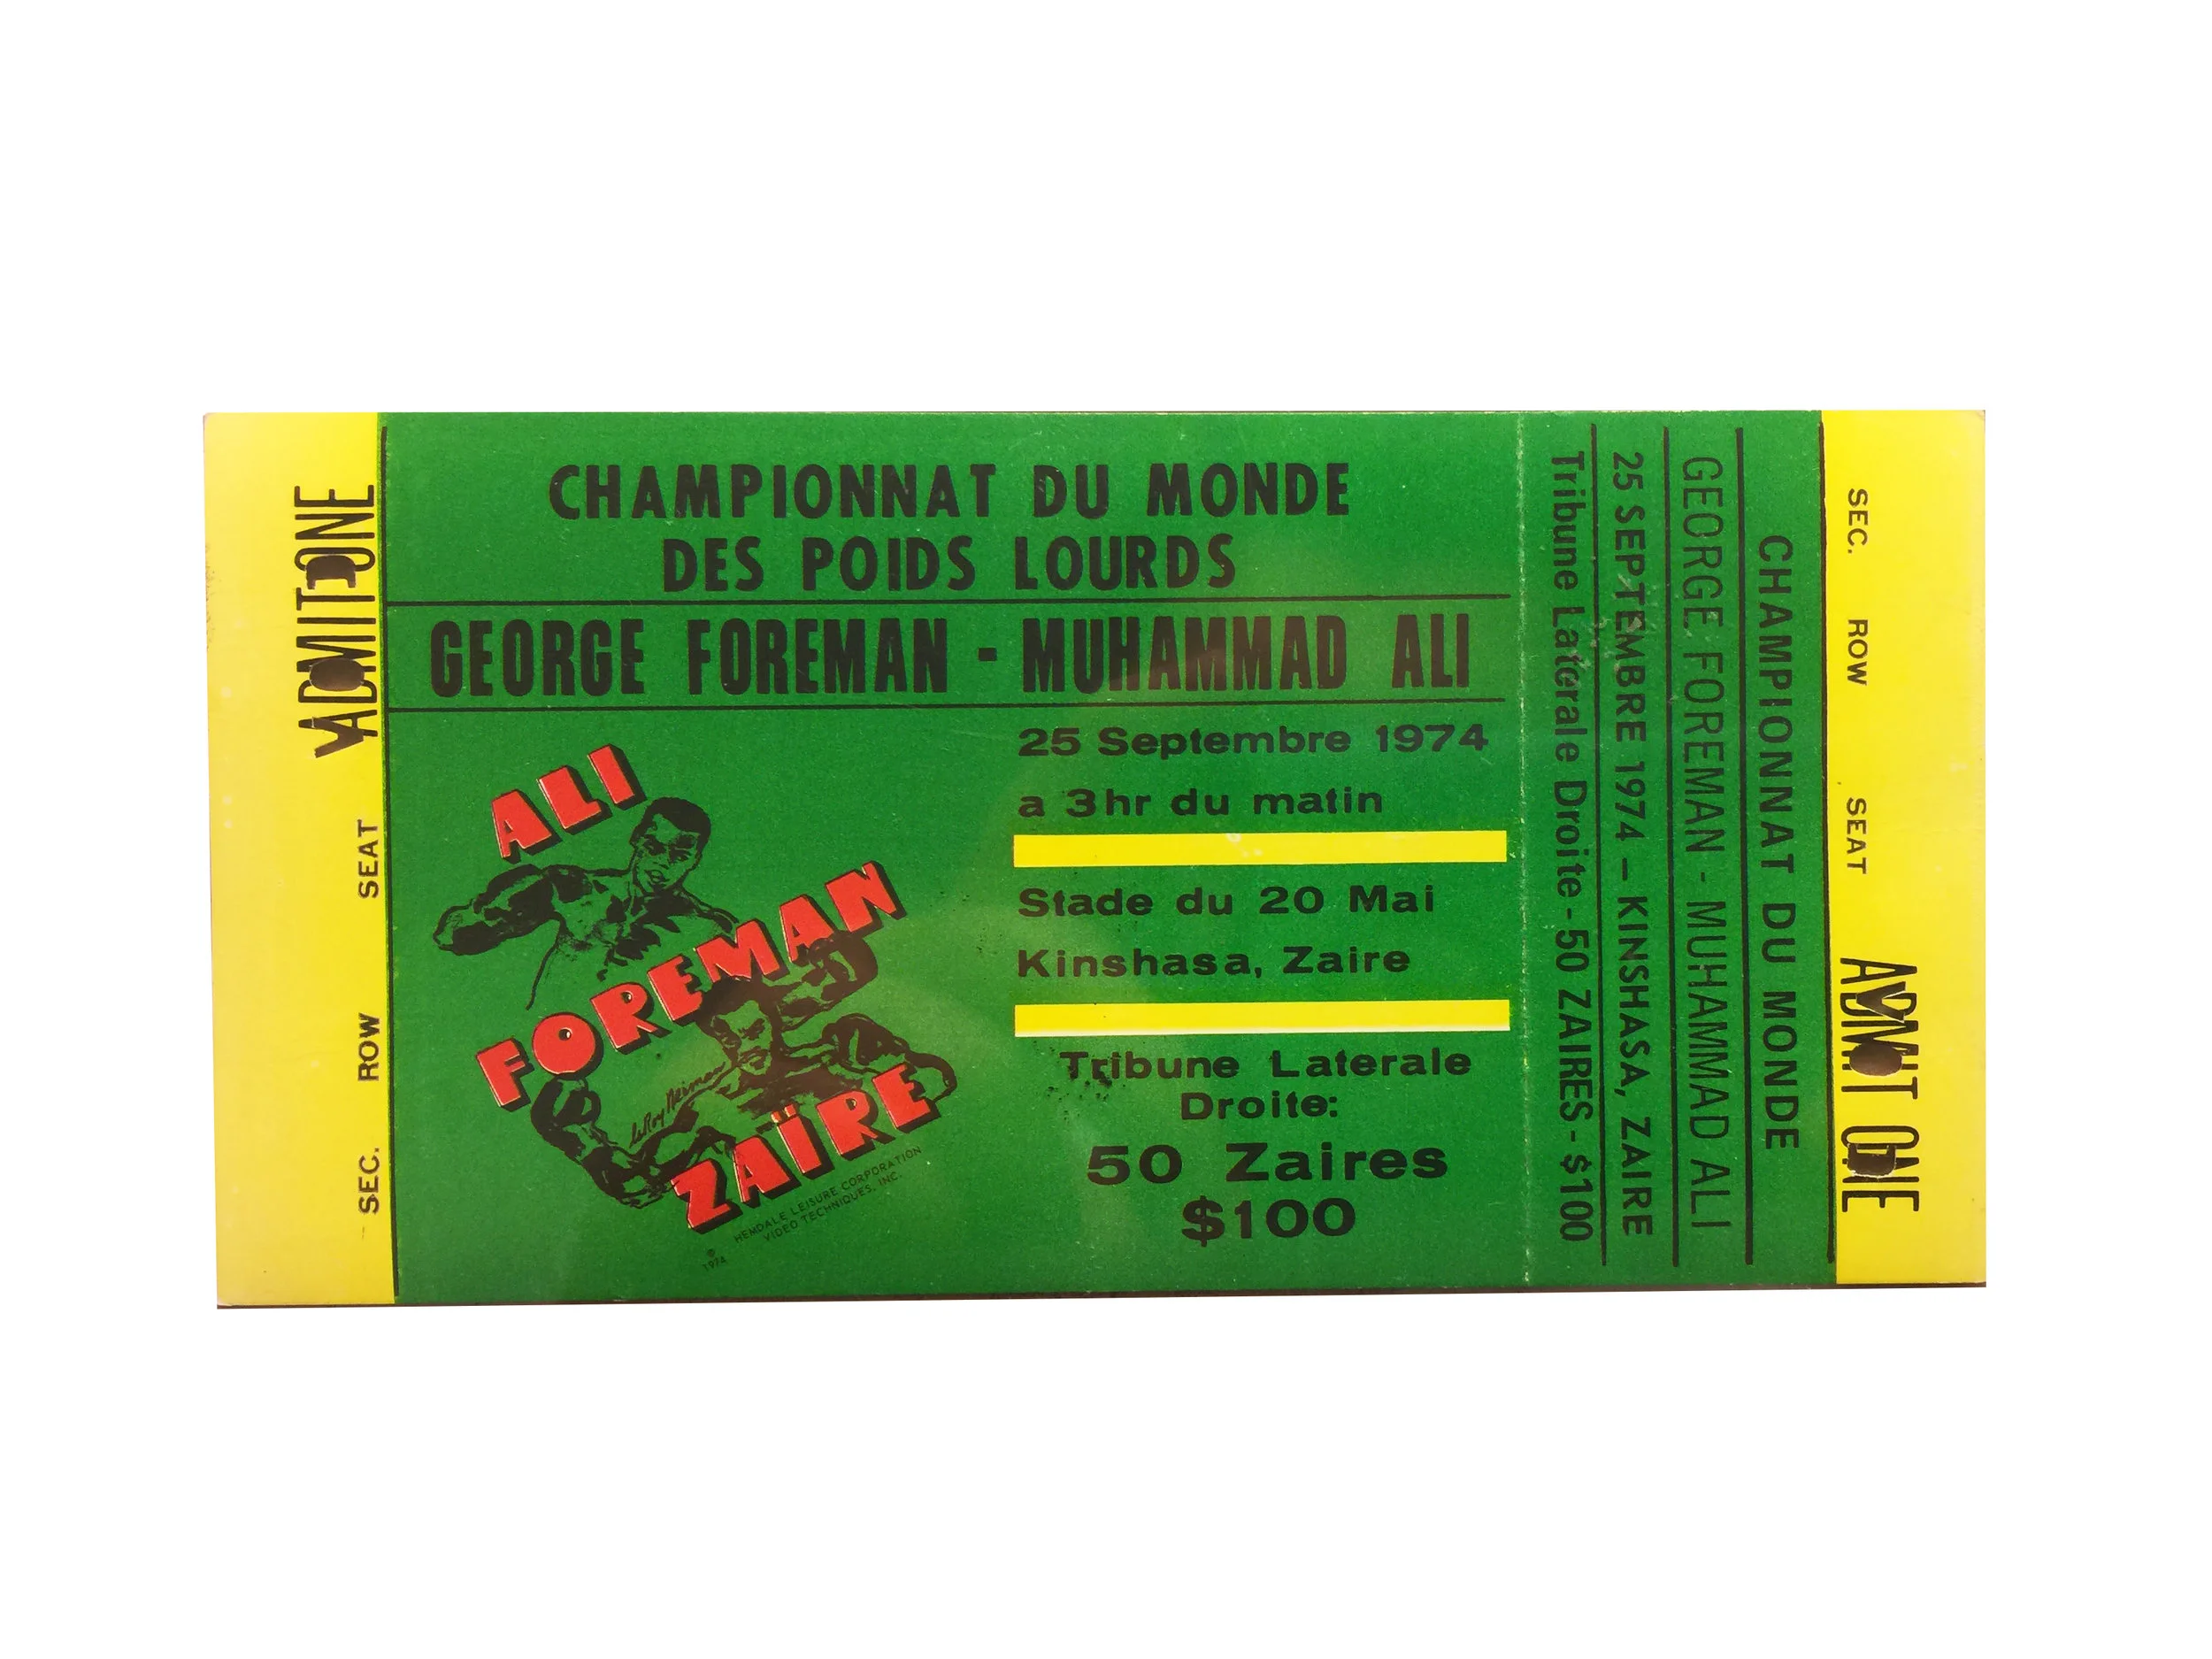 ADMIT ONE
SEC. ROW SEAT
CHAMPIONNAT DU MONDE
DES POIDS LOURDS
GEORGE FOREMAN - MUHAMMAD ALI
ALI
FOREMAN
ZAÏRE
LeRoy Neiman
© 1974
HEMDALE LEISURE CORPORATION
VIDEO TECHNIQUES, INC.
25 Septembre 1974
a 3hr du matin
Stade du 20 Mai
Kinshasa, Zaire
Tribune Laterale
Droite:
50 Zaires
$100
CHAMPIONNAT DU MONDE
GEORGE FOREMAN - MUHAMMAD ALI
25 SEPTEMBRE 1974 – KINSHASA, ZAIRE
Tribune Laterale Droite - 50 ZAIRES - $100
SEC. ROW SEAT
ADMIT ONE